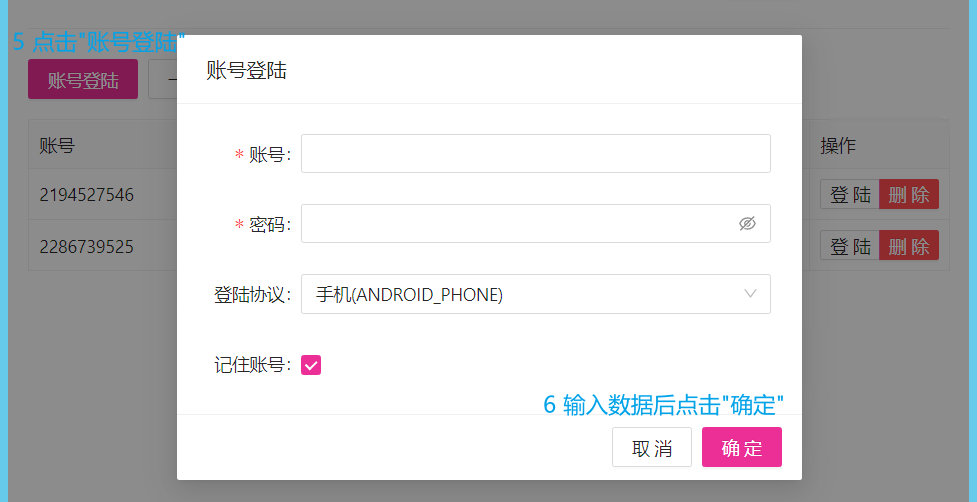 5 点击"账号登陆"
账号登陆
账号登陆
* 账号:
* 密码:
登陆协议: 手机(ANDROID_PHONE)
记住账号:
6 输入数据后点击"确定"
取 消 确 定
账号 操作
2194527546 登 陆 删 除
2286739525 登 陆 删 除